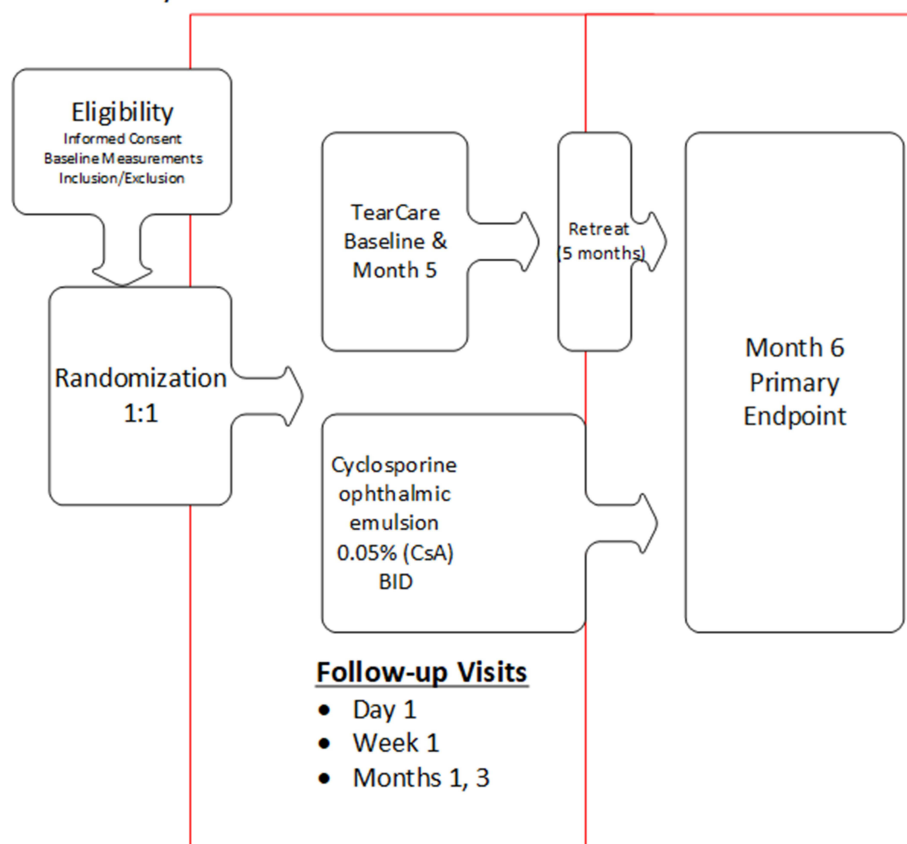 Eligibility
Informed Consent
Baseline Measurements
Inclusion/Exclusion
Randomization
1:1
TearCare
Baseline &
Month 5
Retreat
(5 months)
Cyclosporine
ophthalmic
emulsion
0.05% (CsA)
BID
Month 6
Primary
Endpoint
Follow-up Visits
• Day 1
• Week 1
• Months 1, 3